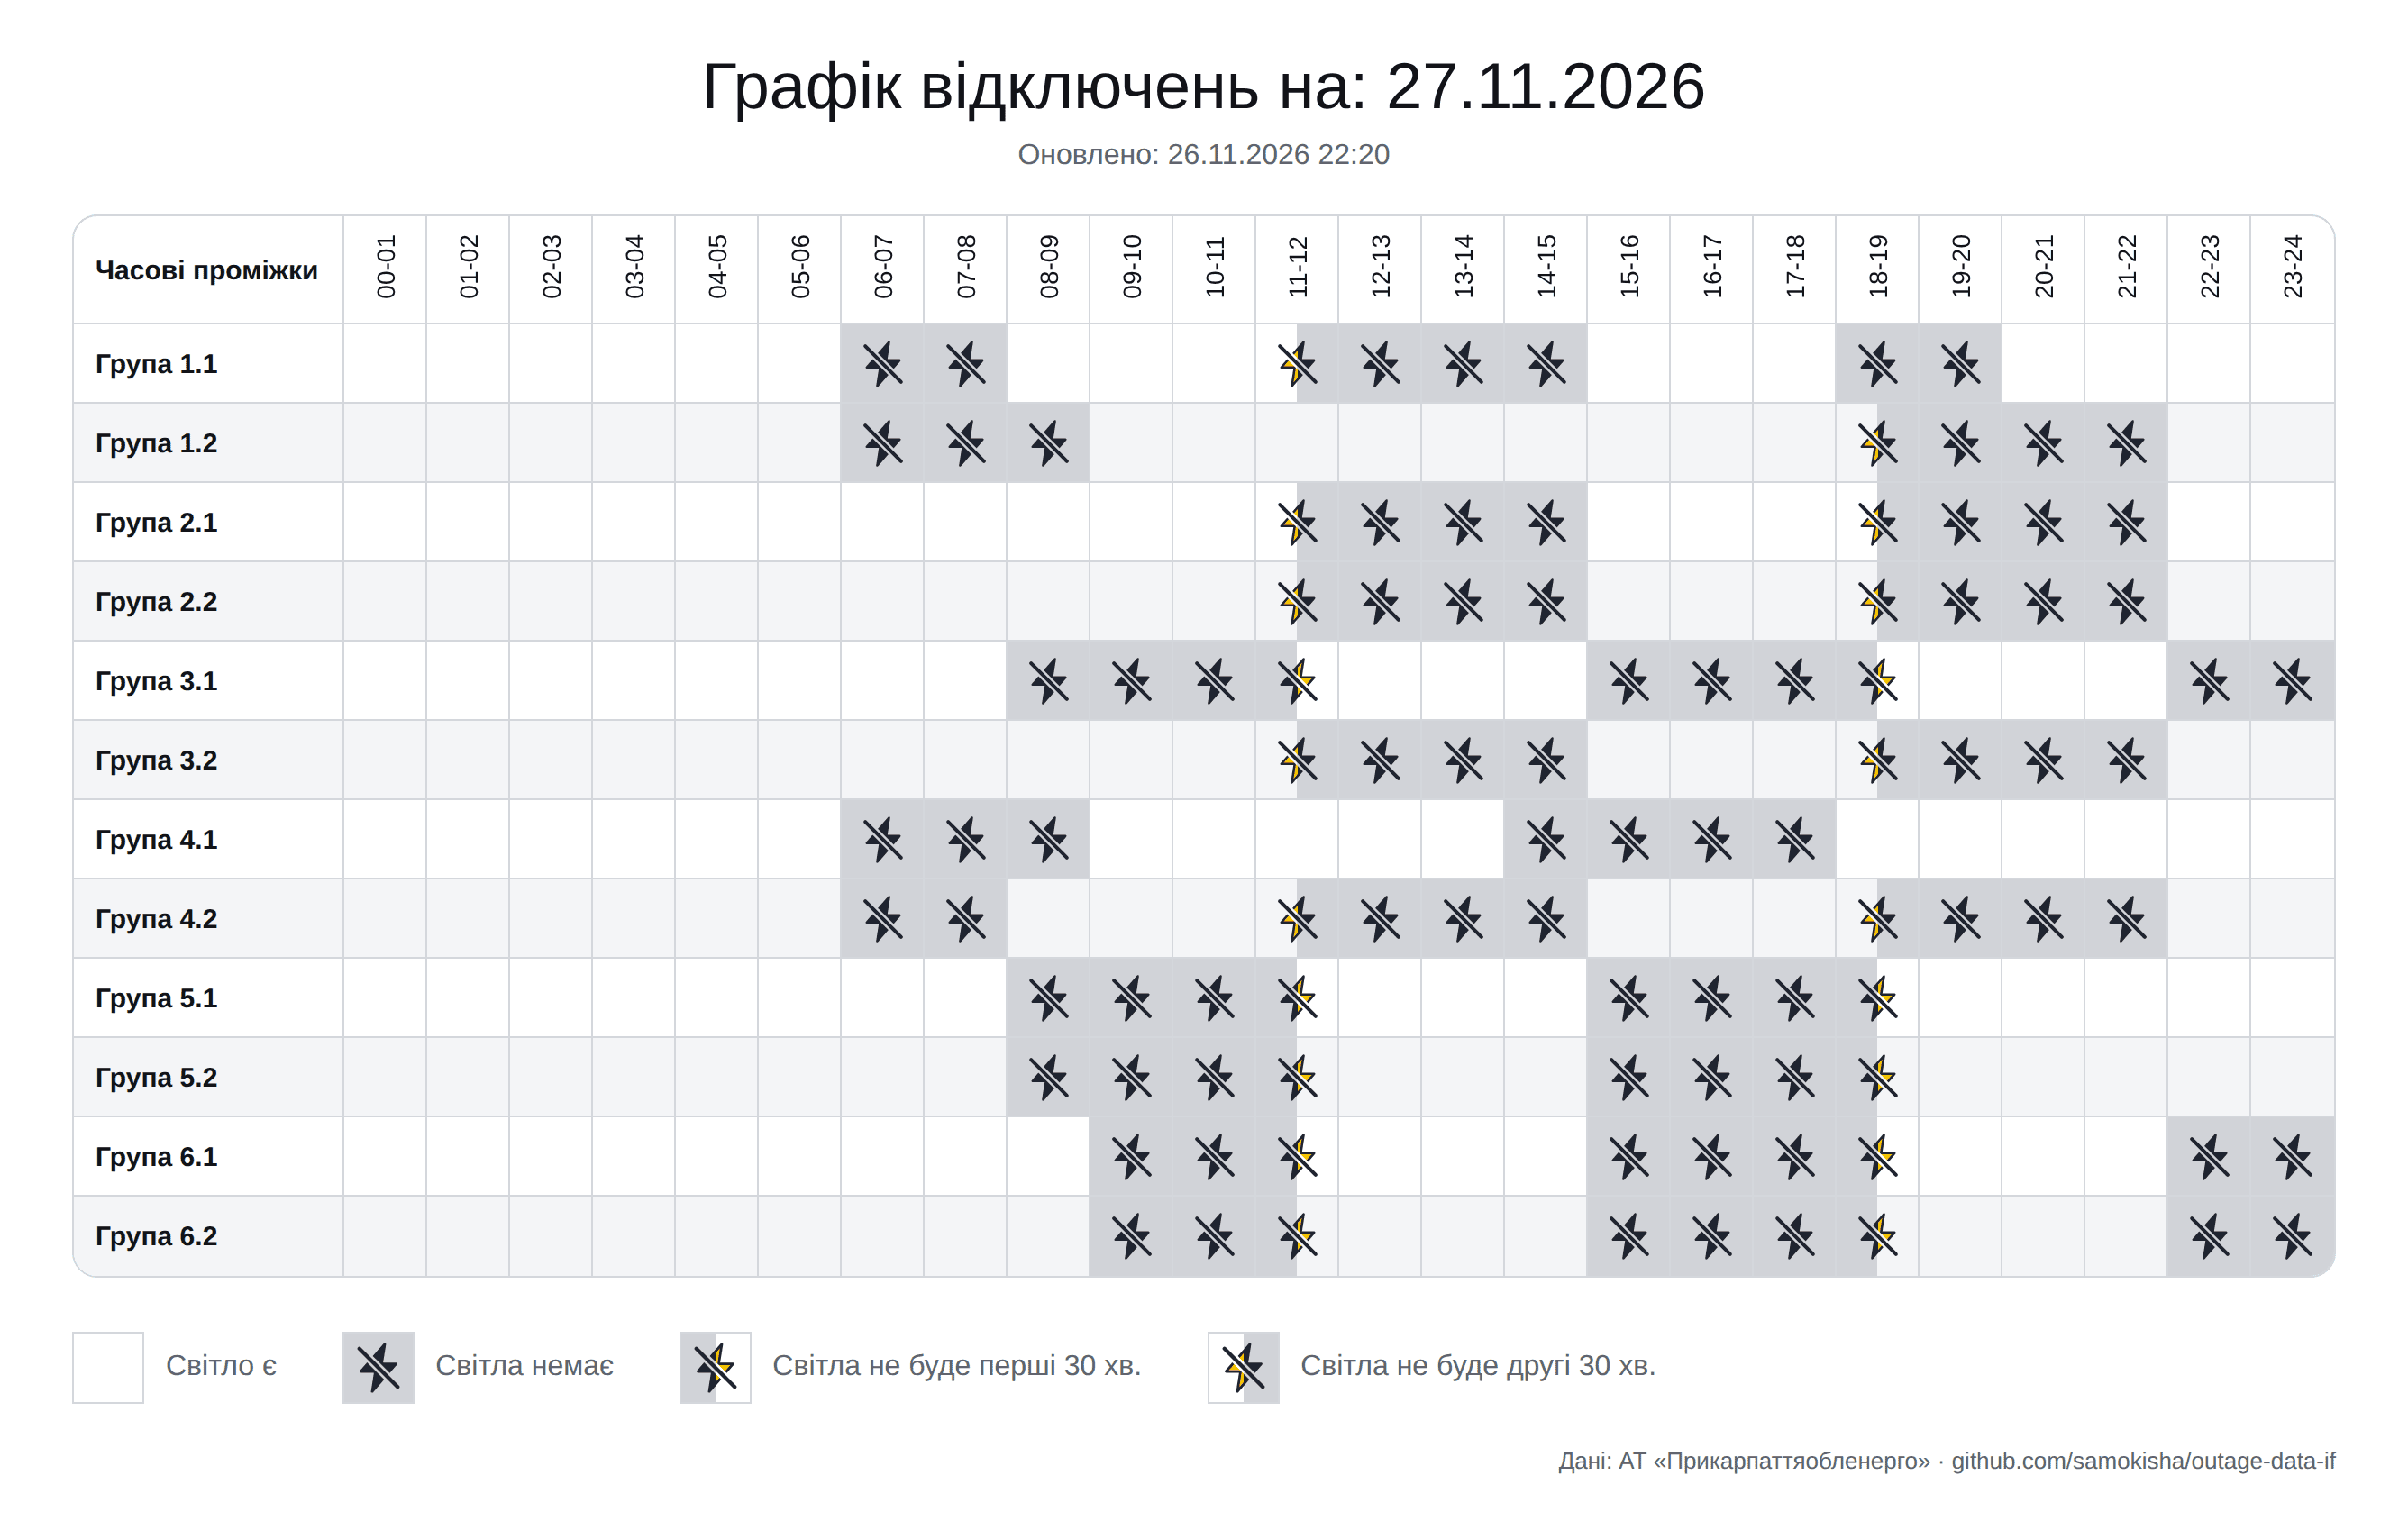 Графік відключень на: 27.11.2026
Оновлено: 26.11.2026 22:20
Часові проміжки 00-01 01-02 02-03 03-04 04-05 05-06 06-07 07-08 08-09 09-10 10-11 11-12 12-13 13-14 14-15 15-16 16-17 17-18 18-19 19-20 20-21 21-22 22-23 23-24
Група 1.1
Група 1.2
Група 2.1
Група 2.2
Група 3.1
Група 3.2
Група 4.1
Група 4.2
Група 5.1
Група 5.2
Група 6.1
Група 6.2
Світло є Світла немає Світла не буде перші 30 хв. Світла не буде другі 30 хв.
Дані: АТ «Прикарпаттяобленерго» · github.com/samokisha/outage-data-if